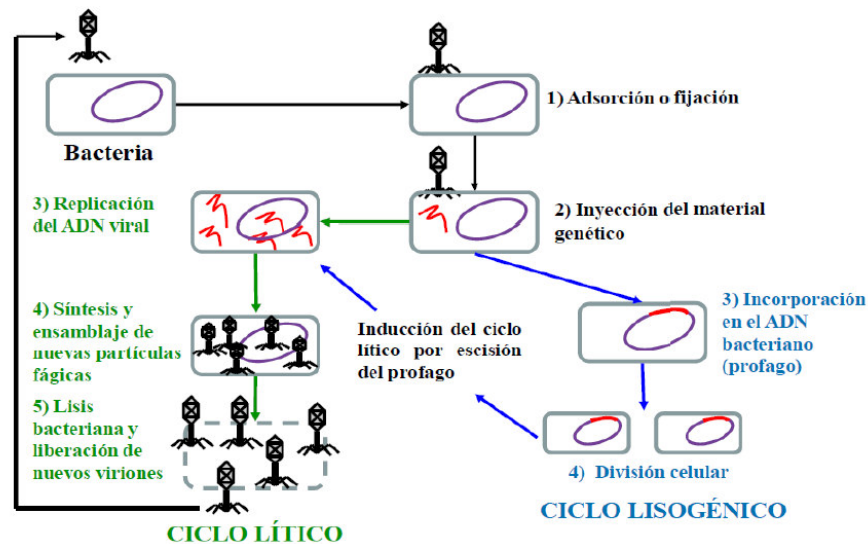 1) Adsorción o fijación
Bacteria
3) Replicación
del ADN viral
2) Inyección del material
genético
4) Síntesis y
ensamblaje de
nuevas partículas
fágicas
Inducción del ciclo
lítico por escisión
del profago
3) Incorporación
en el ADN
bacteriano
(profago)
5) Lisis
bacteriana y
liberación de
nuevos viriones
4) División celular
CICLO LÍTICO
CICLO LISOGÉNICO